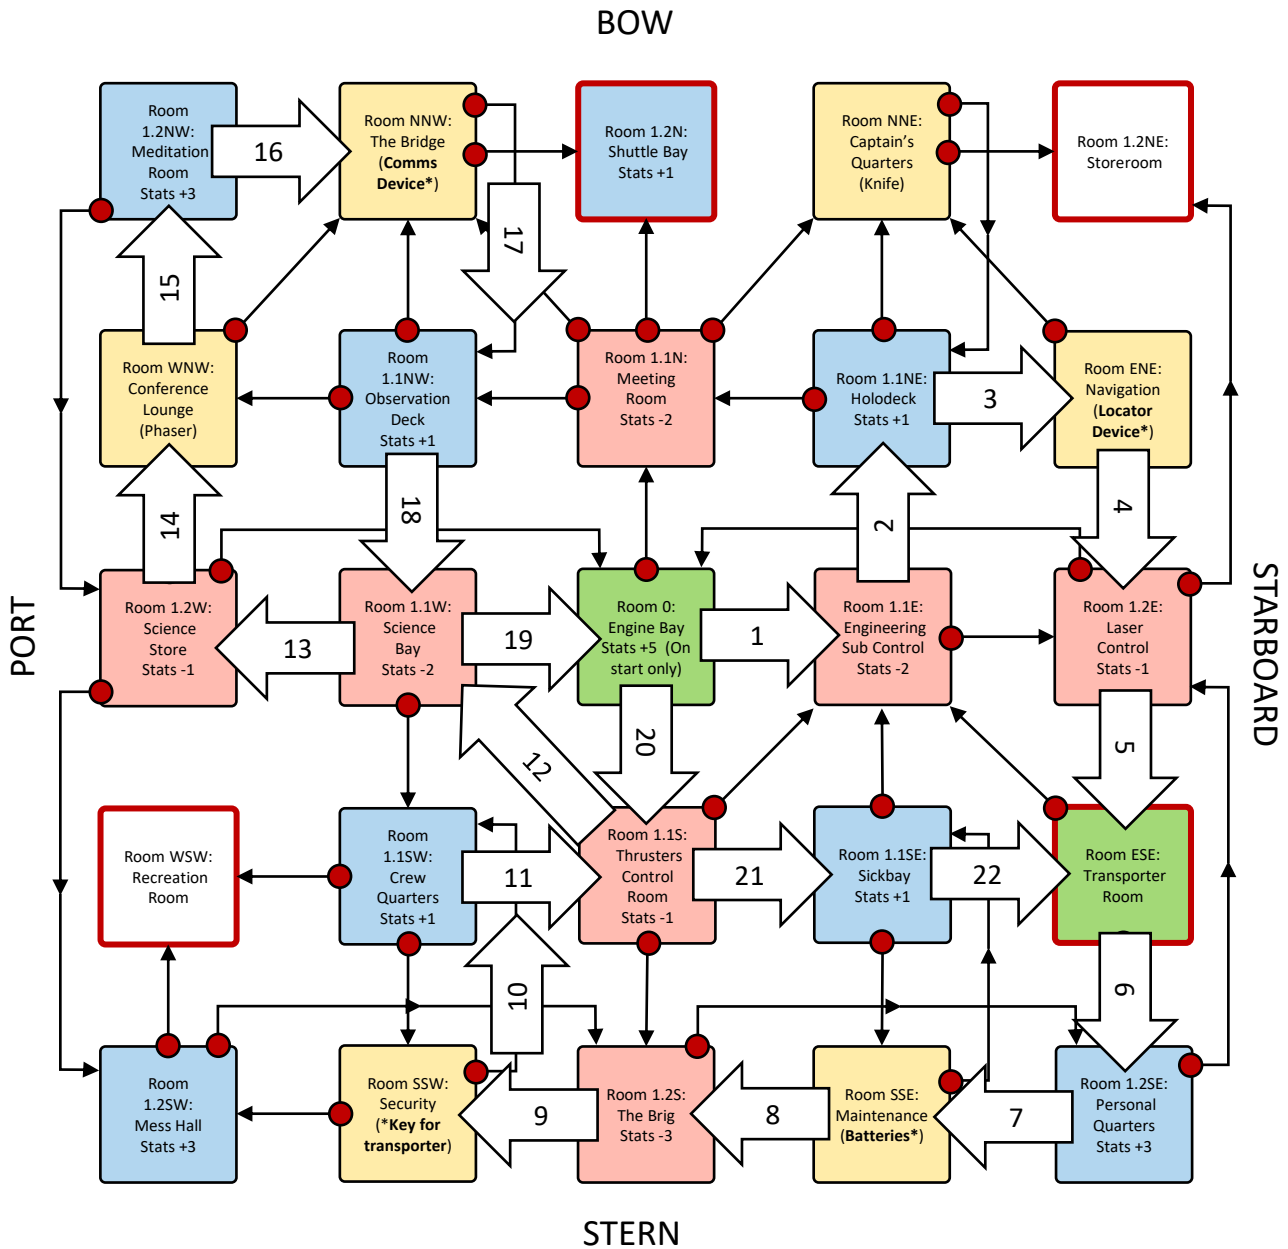 BOW
Room
1.2NW:
Meditation
Room
Stats +3
16
Room NNW:
The Bridge
(Comms
Device*)
Room 1.2N:
Shuttle Bay
Stats +1
Room NNE:
Captain's
Quarters
(Knife)
Room 1.2NE:
Storeroom
17
15
Room WNW:
Conference
Lounge
(Phaser)
Room
1.1NW:
Observation
Deck
Stats +1
Room 1.1N:
Meeting
Room
Stats -2
Room 1.1NE:
Holodeck
Stats +1
3
Room ENE:
Navigation
(Locator
Device*)
14
18
2
4
PORT
Room 1.2W:
Science
Store
Stats -1
13
Room 1.1W:
Science
Bay
Stats -2
19
Room 0:
Engine Bay
Stats +5 (On
start only)
1
Room 1.1E:
Engineering
Sub Control
Stats -2
Room 1.2E:
Laser
Control
Stats -1
STARBOARD
12
20
5
Room WSW:
Recreation
Room
Room
1.1SW:
Crew
Quarters
Stats +1
11
Room 1.1S:
Thrusters
Control
Room
Stats -1
21
Room 1.1SE:
Sickbay
Stats +1
22
Room ESE:
Transporter
Room
10
6
Room
1.2SW:
Mess Hall
Stats +3
Room SSW:
Security
(*Key for
transporter)
9
Room 1.2S:
The Brig
Stats -3
8
Room SSE:
Maintenance
(Batteries*)
7
Room 1.2SE:
Personal
Quarters
Stats +3
STERN